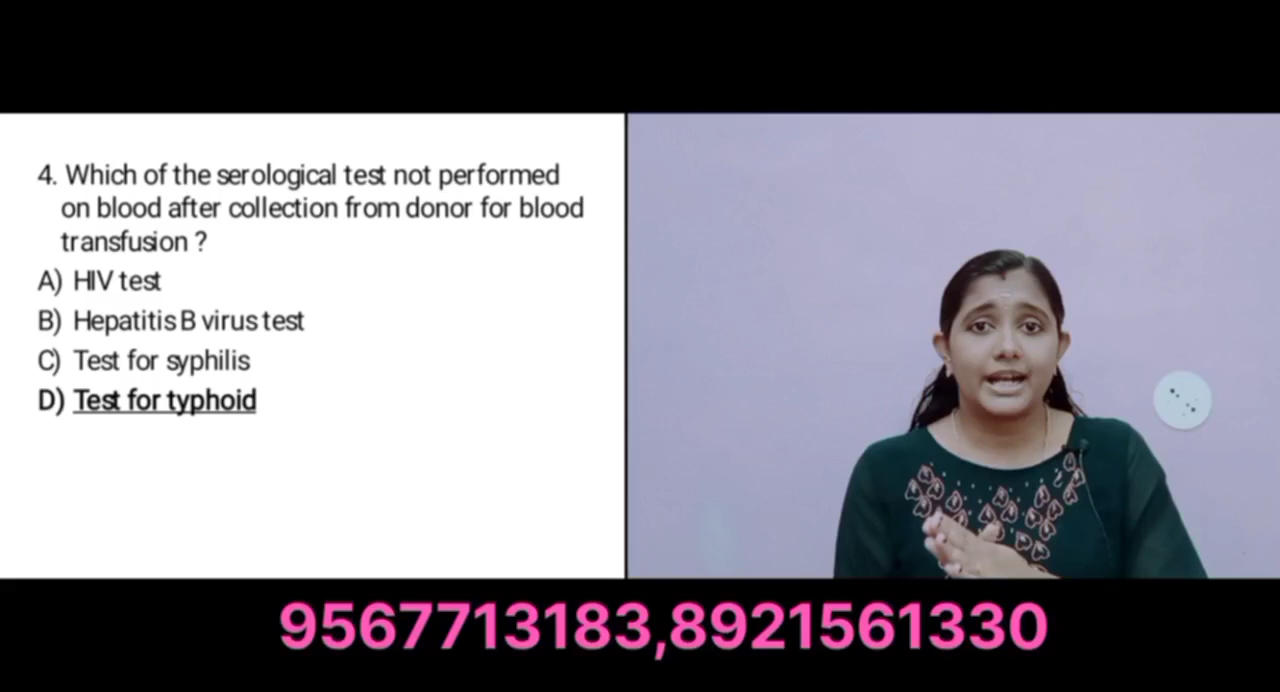 4. Which of the serological test not performed
on blood after collection from donor for blood
transfusion ?
A) HIV test
B) Hepatitis B virus test
C) Test for syphilis
D) Test for typhoid
9567713183,8921561330